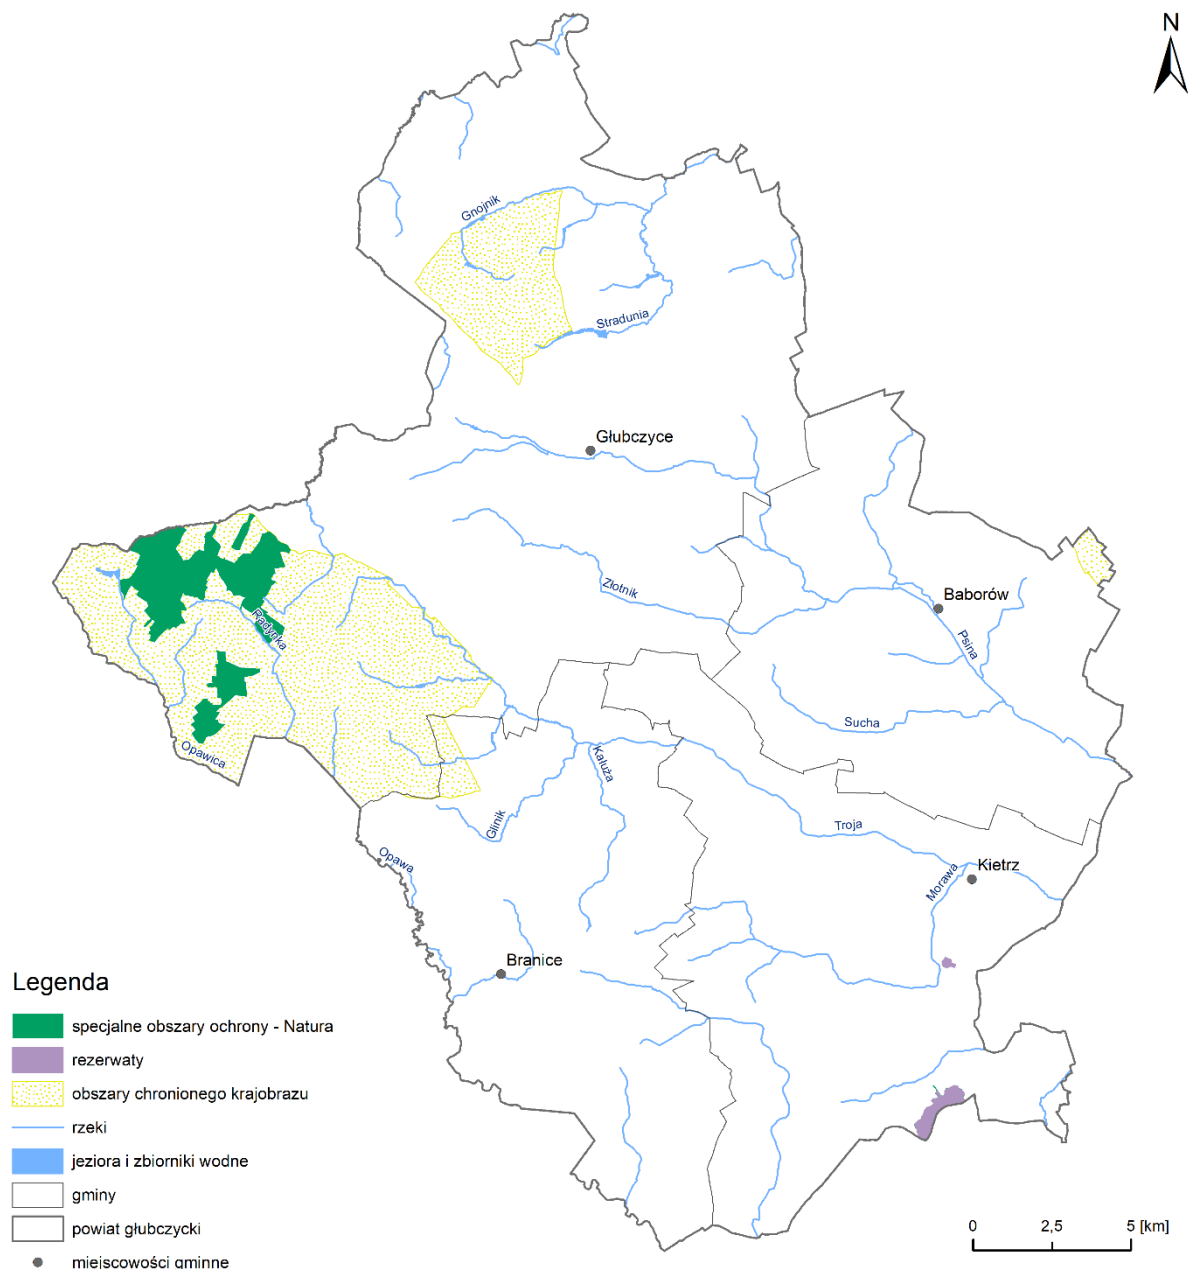 N
Gnojnik
Stradunia
Głubczyce
Złotnik
Baborów
Psina
Radynka
Sucha
Opawica
Kałuża
Glinik
Troja
Opawa
Morawa
Kietrz
Branice
Legenda
specjalne obszary ochrony - Natura
rezerwaty
obszary chronionego krajobrazu
rzeki
jeziora i zbiorniki wodne
gminy
powiat głubczycki
miejscowości gminne
0 2,5 5 [km]